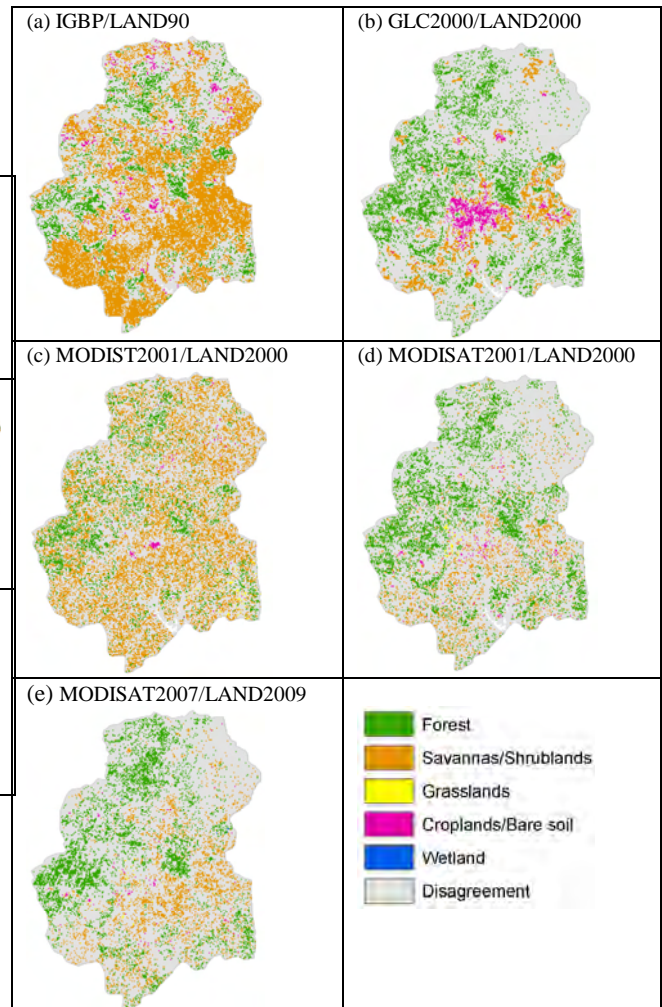 (a) IGBP/LAND90
(b) GLC2000/LAND2000
(c) MODIST2001/LAND2000
(d) MODISAT2001/LAND2000
(e) MODISAT2007/LAND2009
Forest
Savannas/Shrublands
Grasslands
Croplands/Bare soil
Wetland
Disagreement